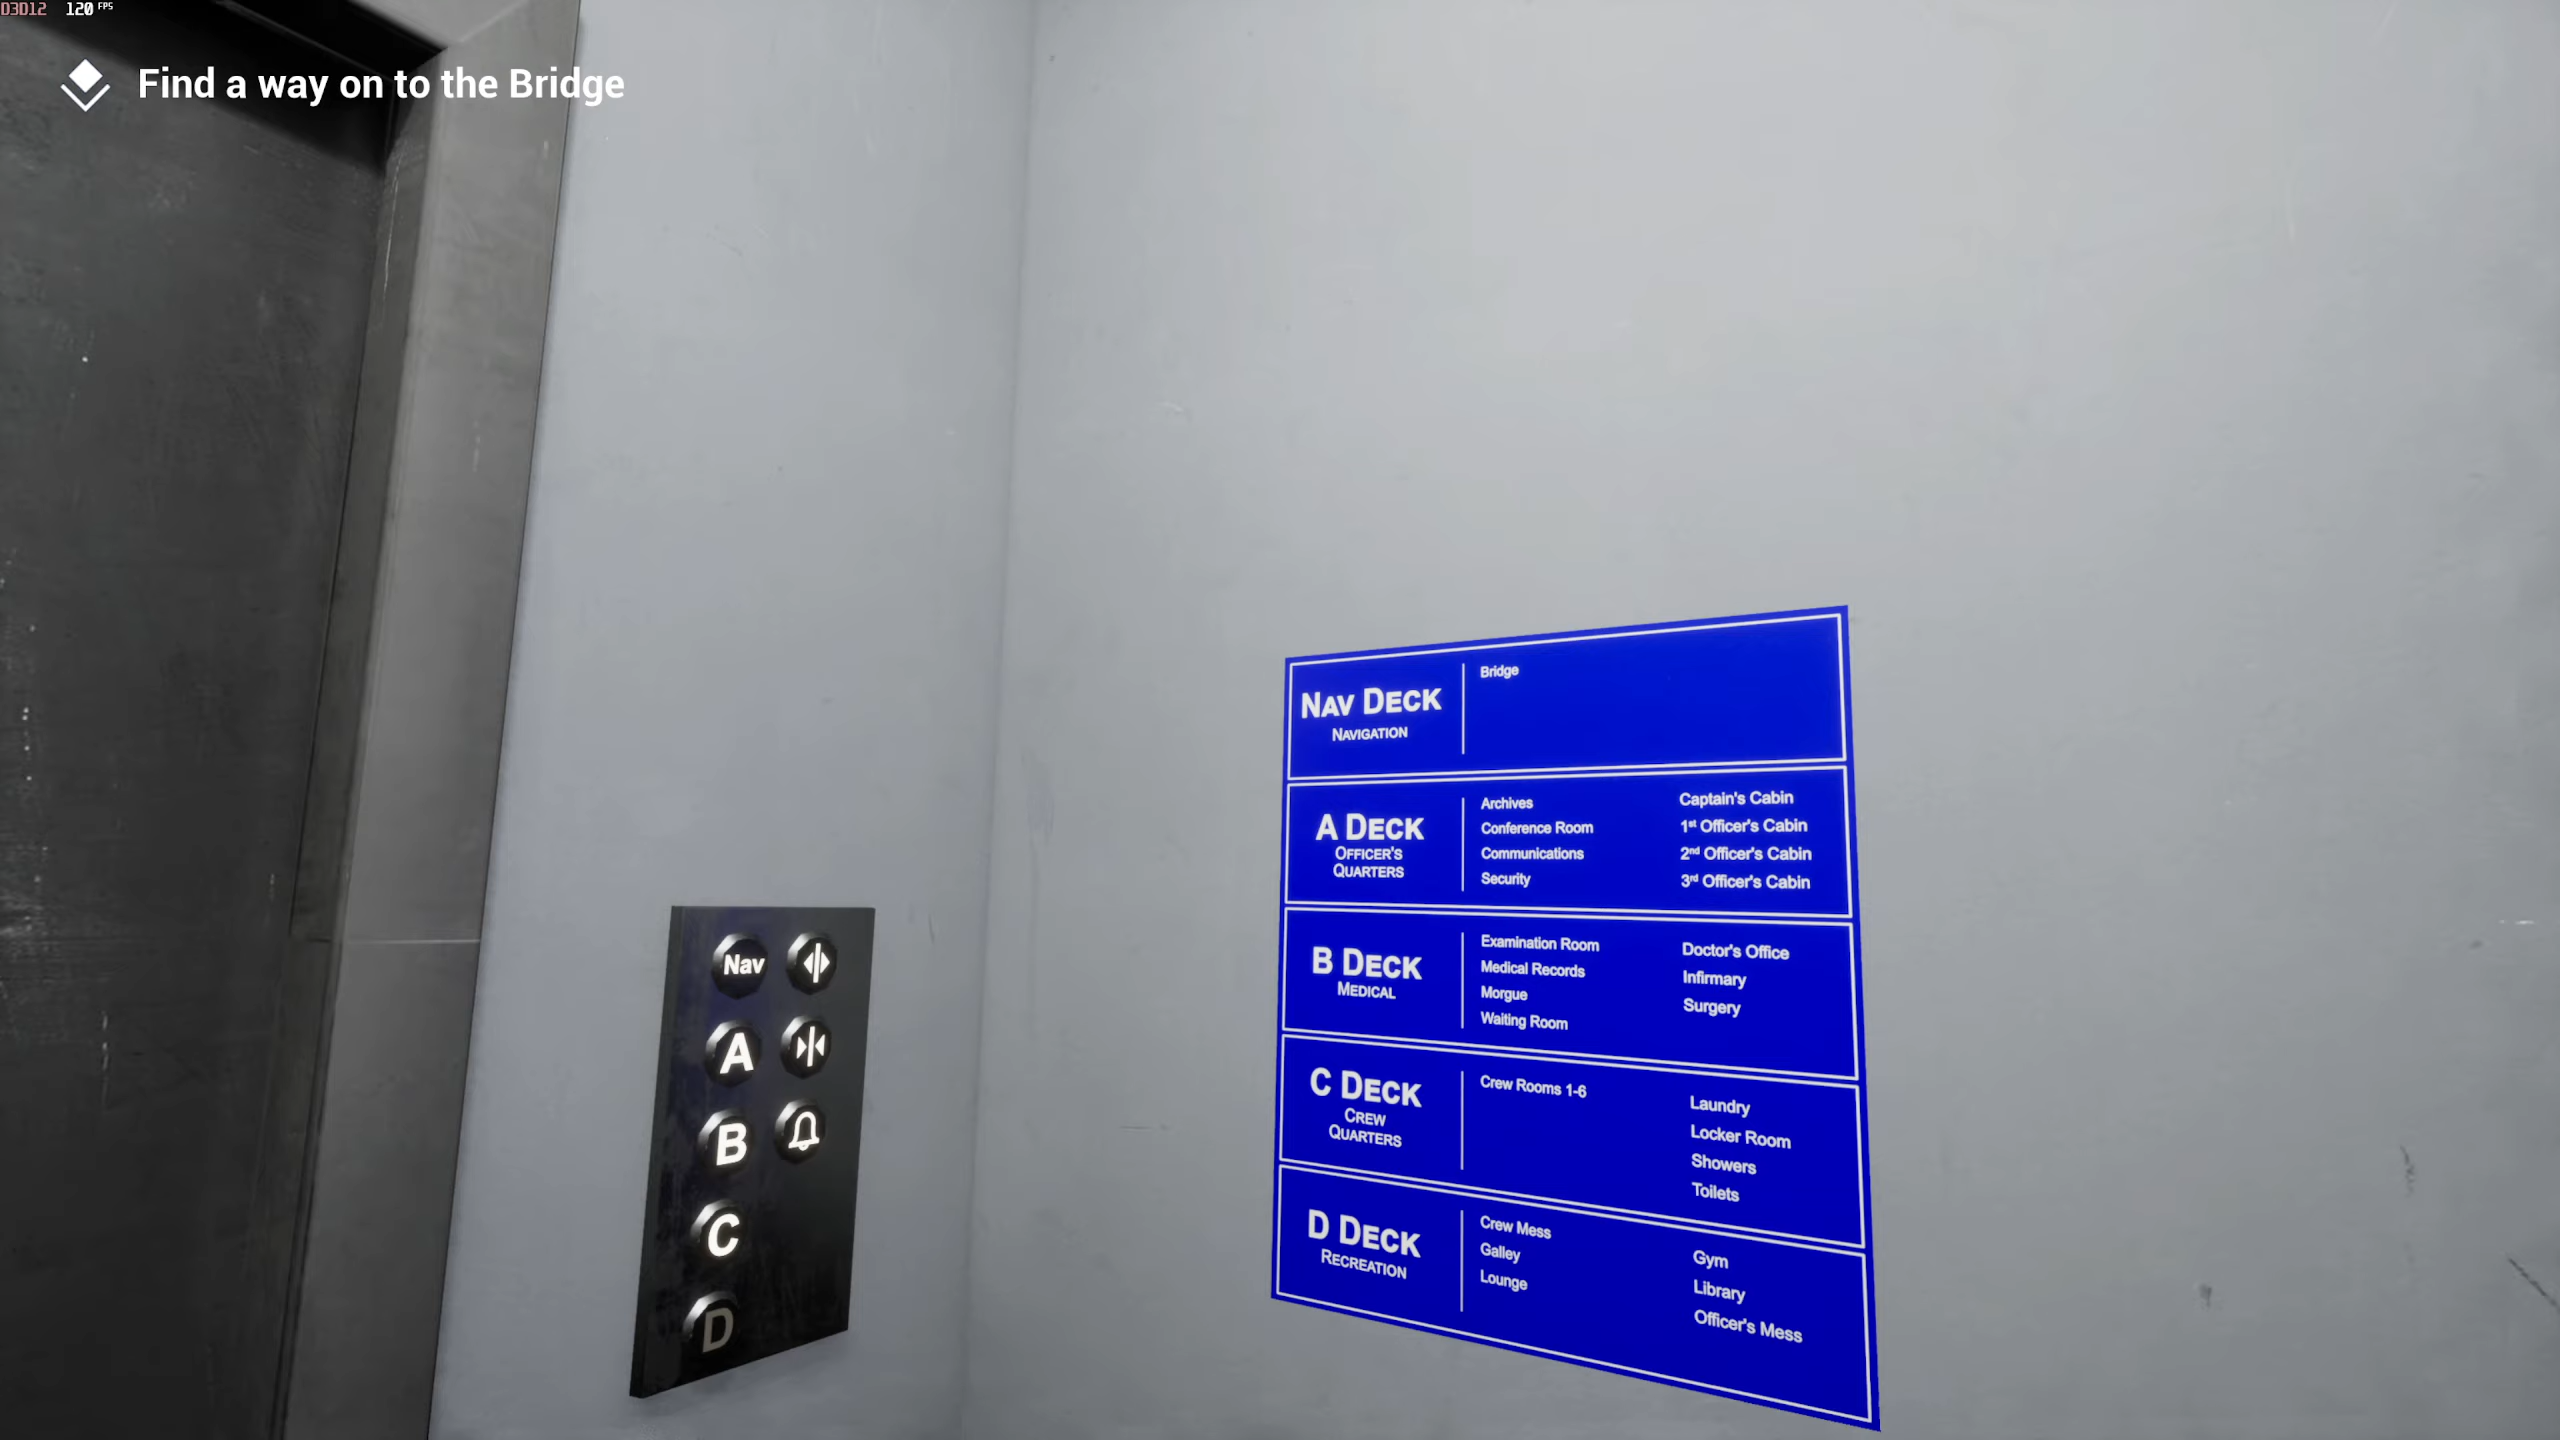 D3D12 120 FPS
Find a way on to the Bridge
Nav
A
B
C
D
NAV DECK
NAVIGATION
Bridge
A DECK
OFFICER'S
QUARTERS
Archives
Conference Room
Communications
Security
Captain's Cabin
1st Officer's Cabin
2nd Officer's Cabin
3rd Officer's Cabin
B DECK
MEDICAL
Examination Room
Medical Records
Morgue
Waiting Room
Doctor's Office
Infirmary
Surgery
C DECK
CREW
QUARTERS
Crew Rooms 1-6
Laundry
Locker Room
Showers
Toilets
D DECK
RECREATION
Crew Mess
Galley
Lounge
Gym
Library
Officer's Mess